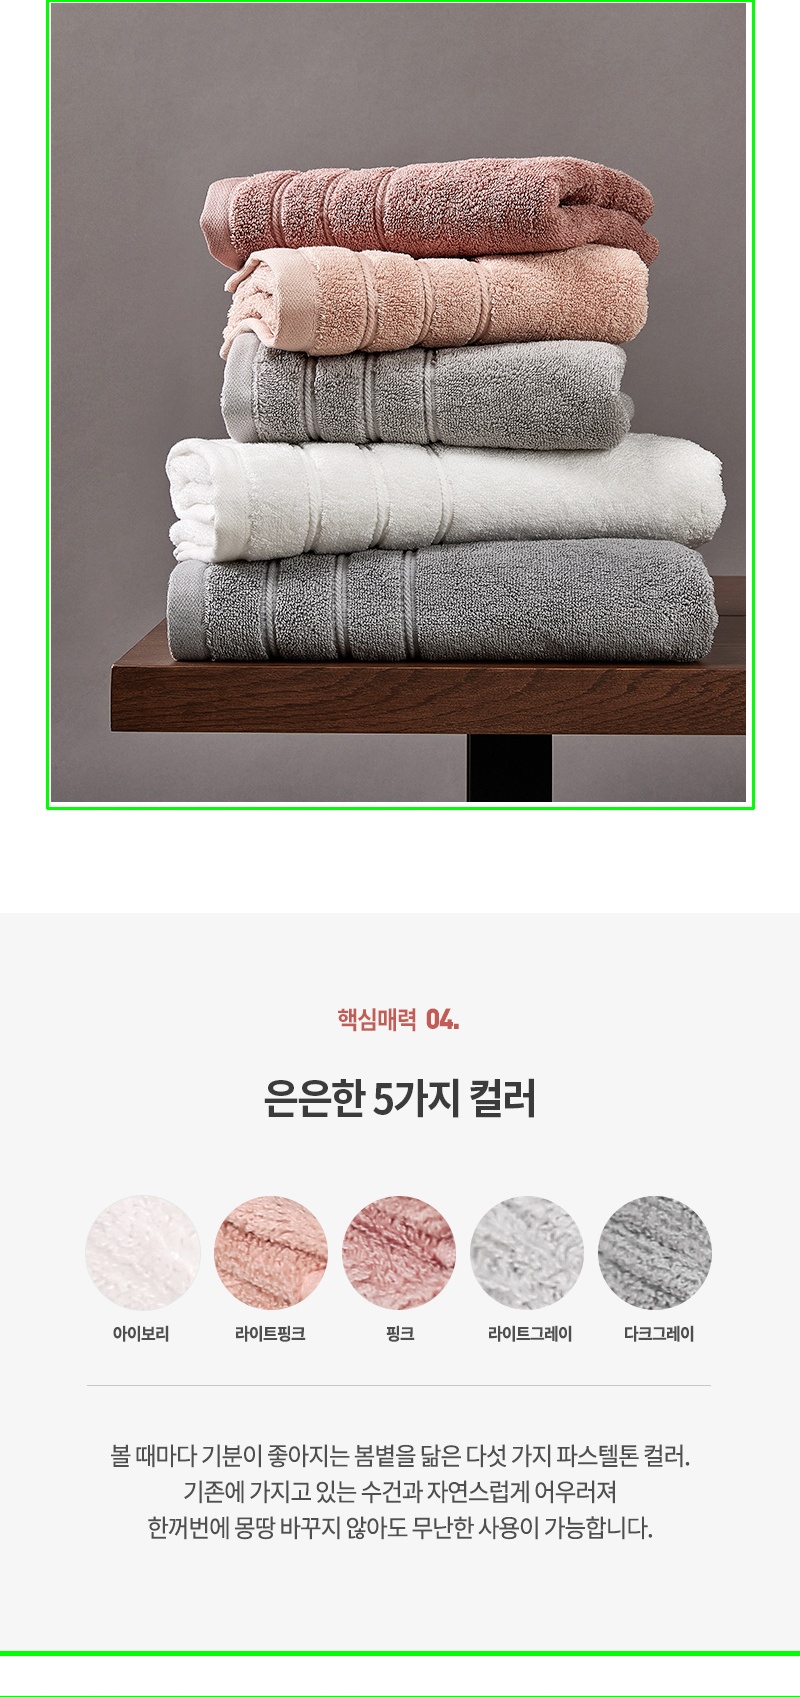 핵심매력 04.
은은한 5가지 컬러
아이보리 라이트핑크 핑크 라이트그레이 다크그레이
볼 때마다 기분이 좋아지는 봄볕을 닮은 다섯 가지 파스텔톤 컬러.
기존에 가지고 있는 수건과 자연스럽게 어우러져
한꺼번에 몽땅 바꾸지 않아도 무난한 사용이 가능합니다.